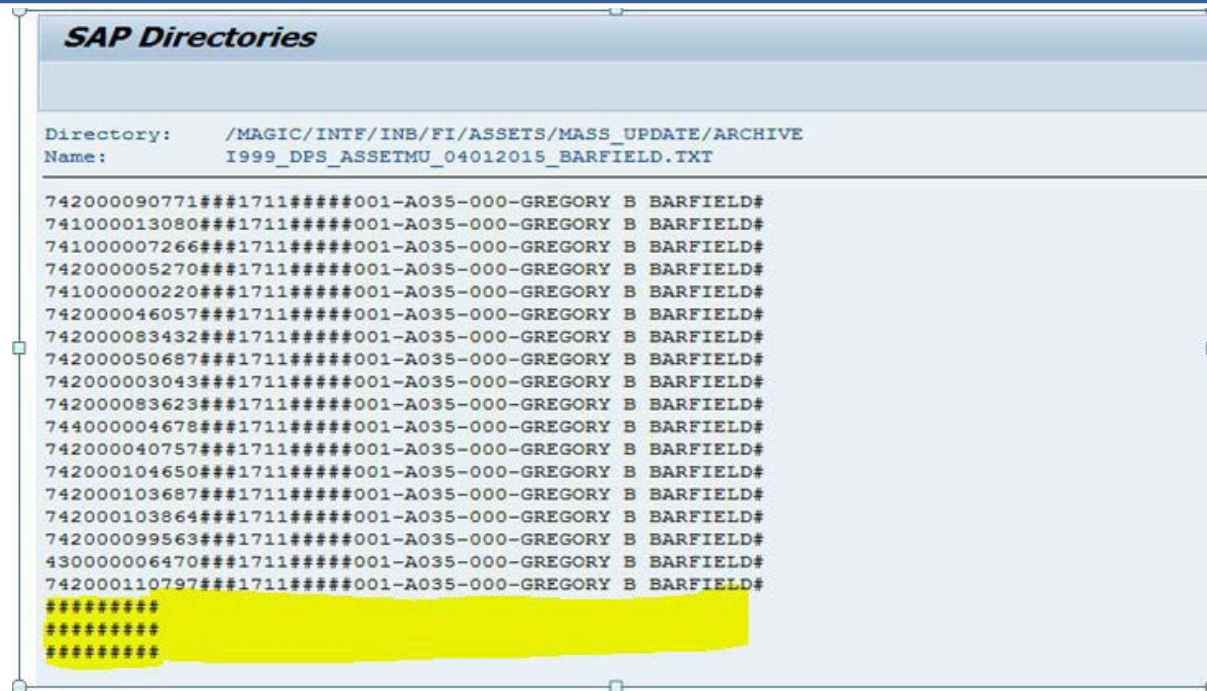 SAP Directories
Directory: /MAGIC/INTF/INB/FI/ASSETS/MASS_UPDATE/ARCHIVE
Name: I999_DPS_ASSETMU_04012015_BARFIELD.TXT
742000090771###1711#####001-A035-000-GREGORY B BARFIELD#
741000013080###1711#####001-A035-000-GREGORY B BARFIELD#
741000007266###1711#####001-A035-000-GREGORY B BARFIELD#
742000005270###1711#####001-A035-000-GREGORY B BARFIELD#
741000000220###1711#####001-A035-000-GREGORY B BARFIELD#
742000046057###1711#####001-A035-000-GREGORY B BARFIELD#
742000083432###1711#####001-A035-000-GREGORY B BARFIELD#
742000050687###1711#####001-A035-000-GREGORY B BARFIELD#
742000003043###1711#####001-A035-000-GREGORY B BARFIELD#
742000083623###1711#####001-A035-000-GREGORY B BARFIELD#
744000004678###1711#####001-A035-000-GREGORY B BARFIELD#
742000040757###1711#####001-A035-000-GREGORY B BARFIELD#
742000104650###1711#####001-A035-000-GREGORY B BARFIELD#
742000103687###1711#####001-A035-000-GREGORY B BARFIELD#
742000103864###1711#####001-A035-000-GREGORY B BARFIELD#
742000099563###1711#####001-A035-000-GREGORY B BARFIELD#
430000006470###1711#####001-A035-000-GREGORY B BARFIELD#
742000110797###1711#####001-A035-000-GREGORY B BARFIELD#
#########
#########
#########